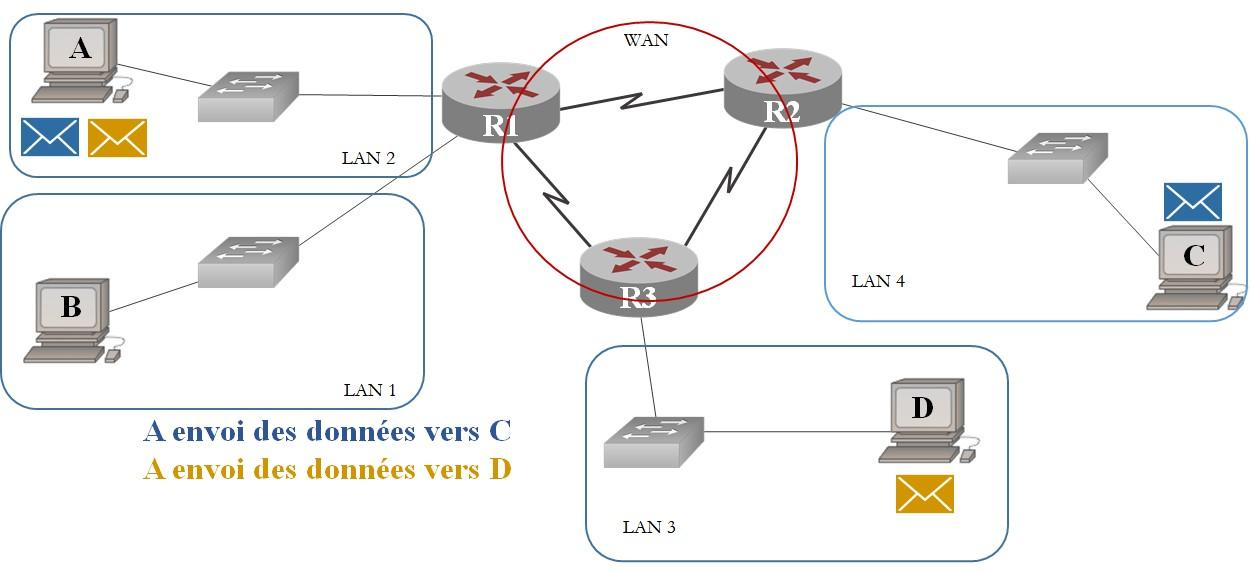 WAN
A
R1
R2
LAN 2
C
B
R3
LAN 4
LAN 1
D
A envoi des données vers C
A envoi des données vers D
LAN 3